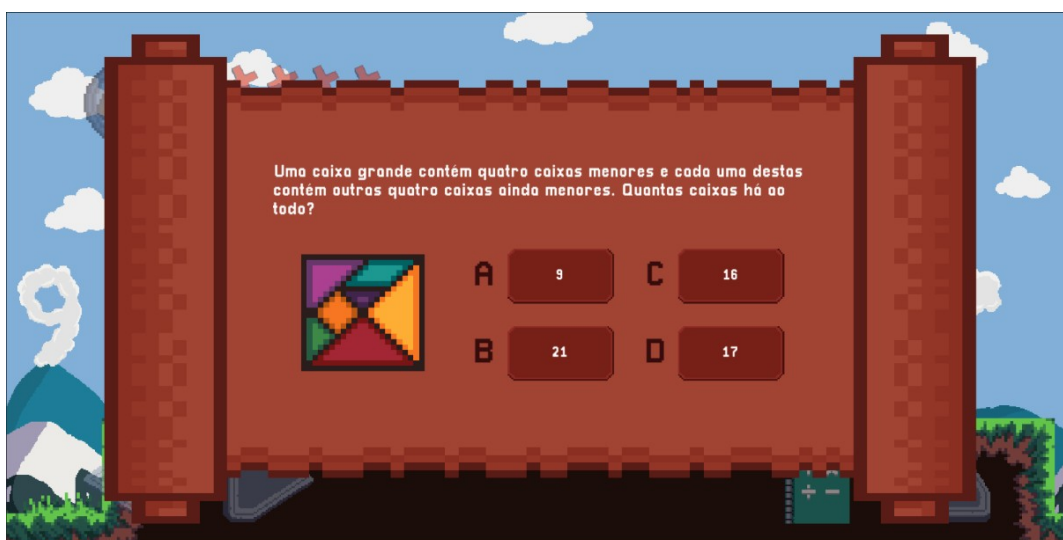 Uma caixa grande contém quatro caixas menores e cada uma destas
contém outras quatro caixas ainda menores. Quantas caixas há ao
todo?
A 9 C 16
B 21 D 17
9